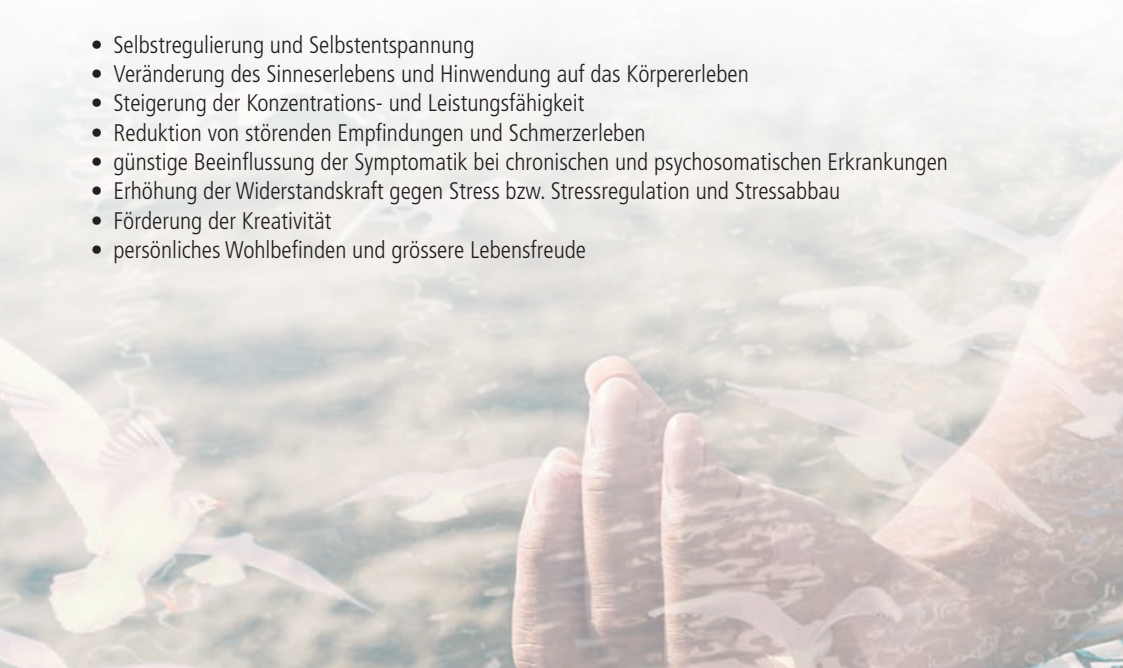 • Selbstregulierung und Selbstentspannung
• Veränderung des Sinneserlebens und Hinwendung auf das Körpererleben
• Steigerung der Konzentrations- und Leistungsfähigkeit
• Reduktion von störenden Empfindungen und Schmerzerleben
• günstige Beeinflussung der Symptomatik bei chronischen und psychosomatischen Erkrankungen
• Erhöhung der Widerstandskraft gegen Stress bzw. Stressregulation und Stressabbau
• Förderung der Kreativität
• persönliches Wohlbefinden und grössere Lebensfreude